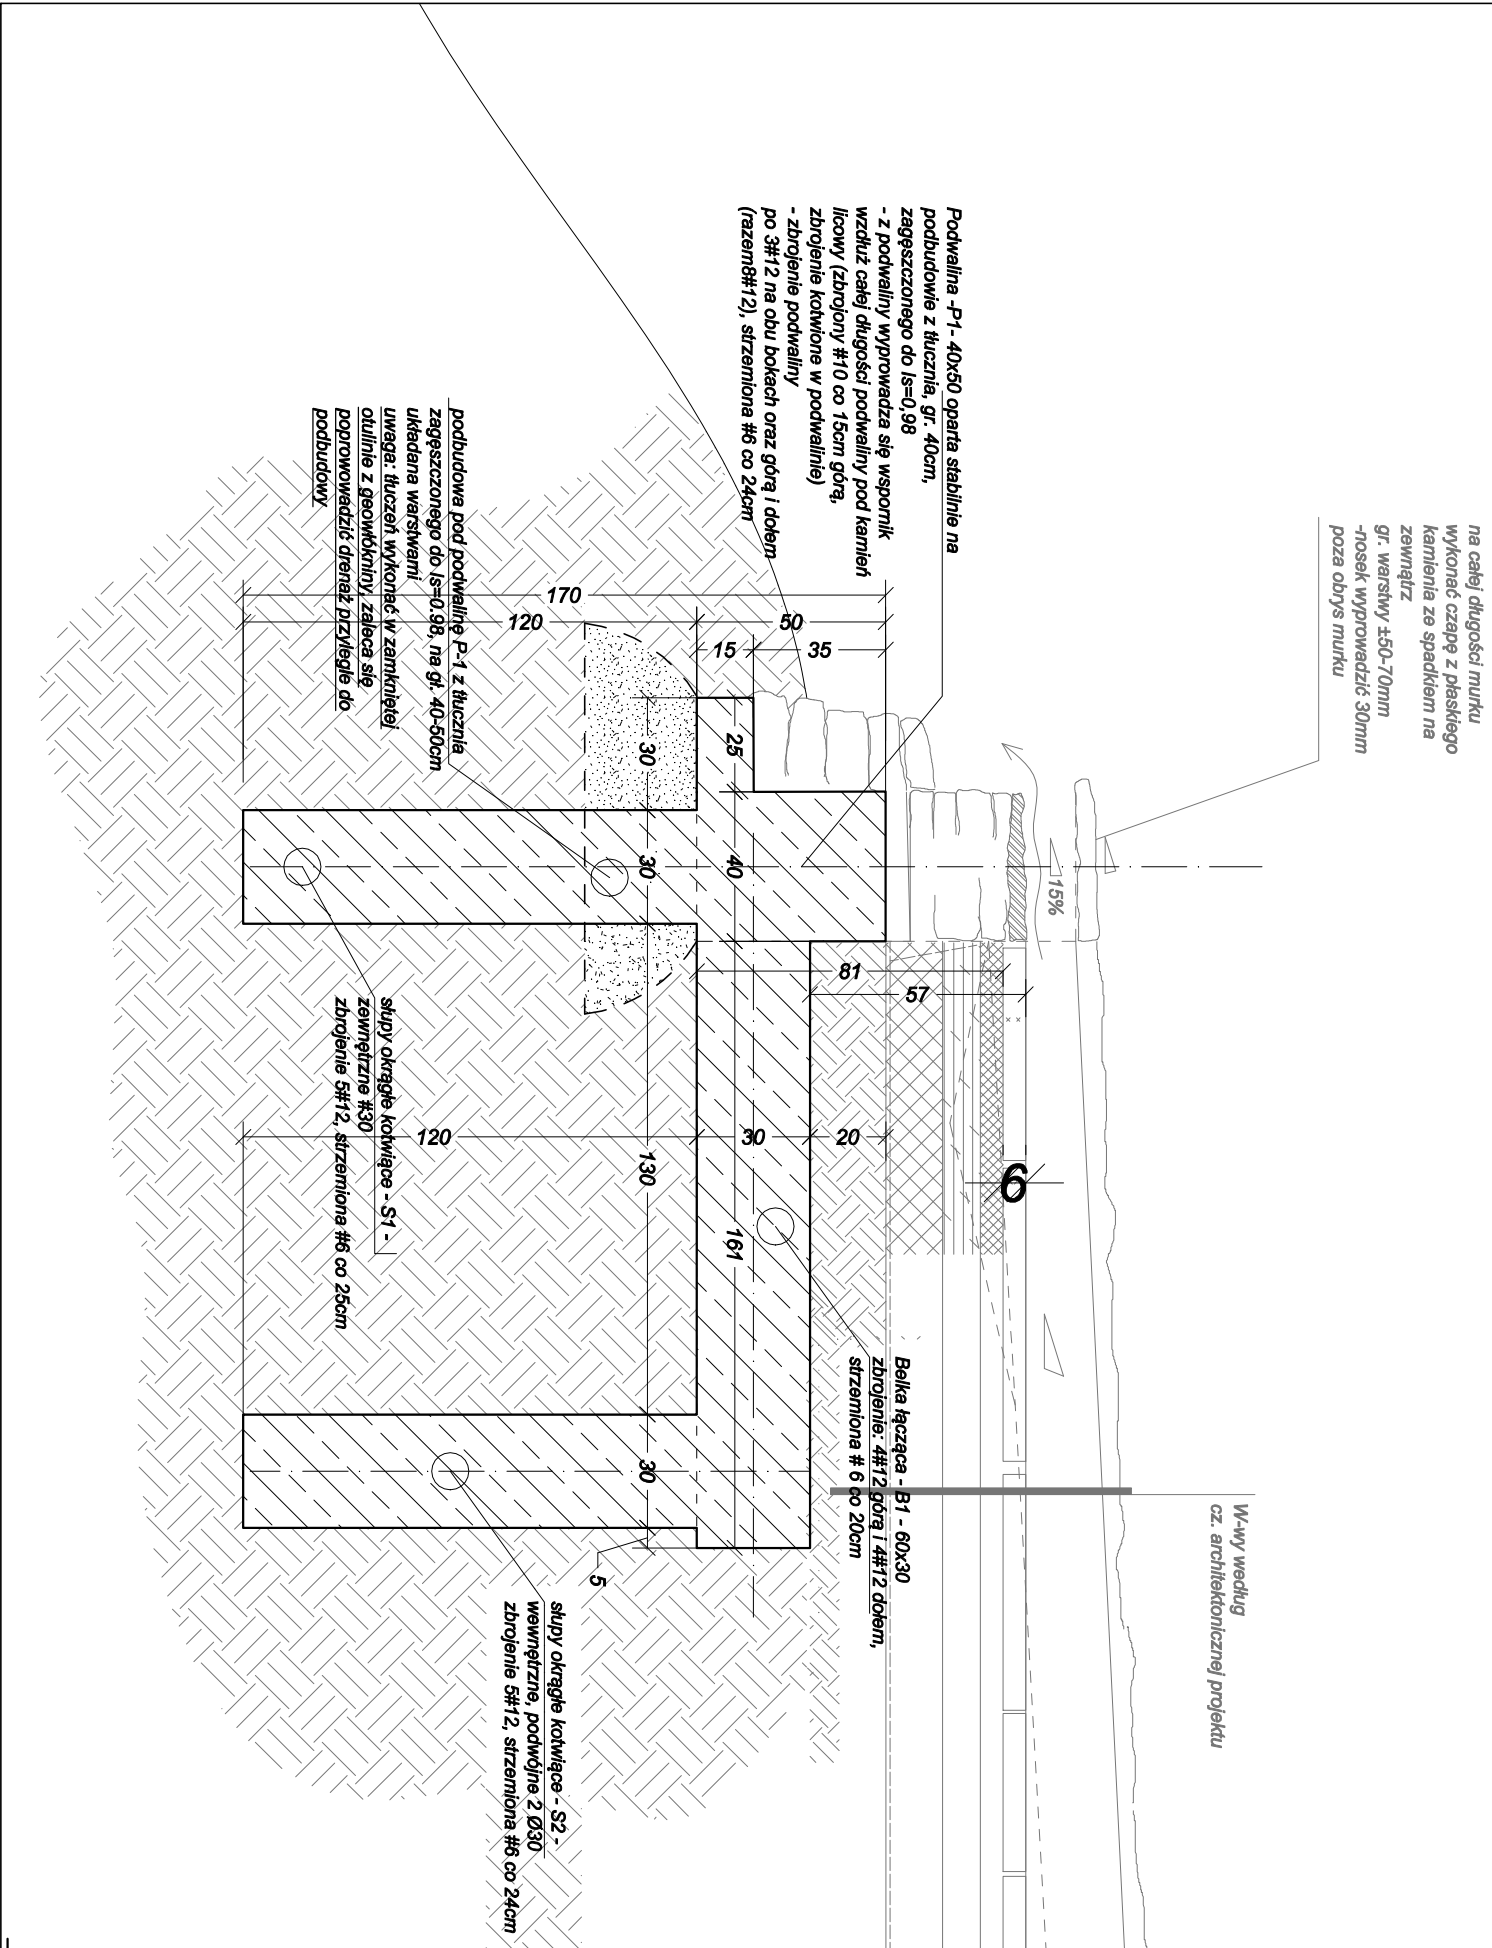 na całej długości murku
wykonać czapę z płaskiego
kamienia ze spadkiem na
zewnątrz
gr. warstwy ±50-70mm
-nosek wyprowadzić 30mm
poza obrys murku
Podwalina -P1- 40x50 oparta stabilnie na
podbudowie z tłucznia, gr. 40cm,
zagęszczonego do Is=0,98
- z podwaliny wyprowadza się wspornik
wzdłuż całej długości podwaliny pod kamień
licowy (zbrojony #10 co 15cm górą,
zbrojenie kotwione w podwalinie)
- zbrojenie podwaliny
po 3#12 na obu bokach oraz górą i dołem
(razem8#12), strzemiona #6 co 24cm
podbudowa pod podwalinę P-1 z tłucznia
zagęszczonego do Is=0.98, na gł. 40-50cm
układana warstwami
uwaga: tłuczeń wykonać w zamkniętej
otulinie z geowłókniny, zaleca się
poprowowadzić drenaż przyległe do
podbudowy
15%
170
120
50
15
35
25
40
161
30
30
130
30
5
81
57
120
30
20
6
słupy okrągłe kotwiące - S1 -
zewnętrzne #30
zbrojenie 5#12, strzemiona #6 co 25cm
Belka łącząca - B1 - 60x30
zbrojenie: 4#12 górą i 4#12 dołem,
strzemiona # 6 co 20cm
W-wy według
cz. architektonicznej projektu
słupy okrągłe kotwiące - S2 -
wewnętrzne, podwójne 2 Ø30
zbrojenie 5#12, strzemiona #6 co 24cm